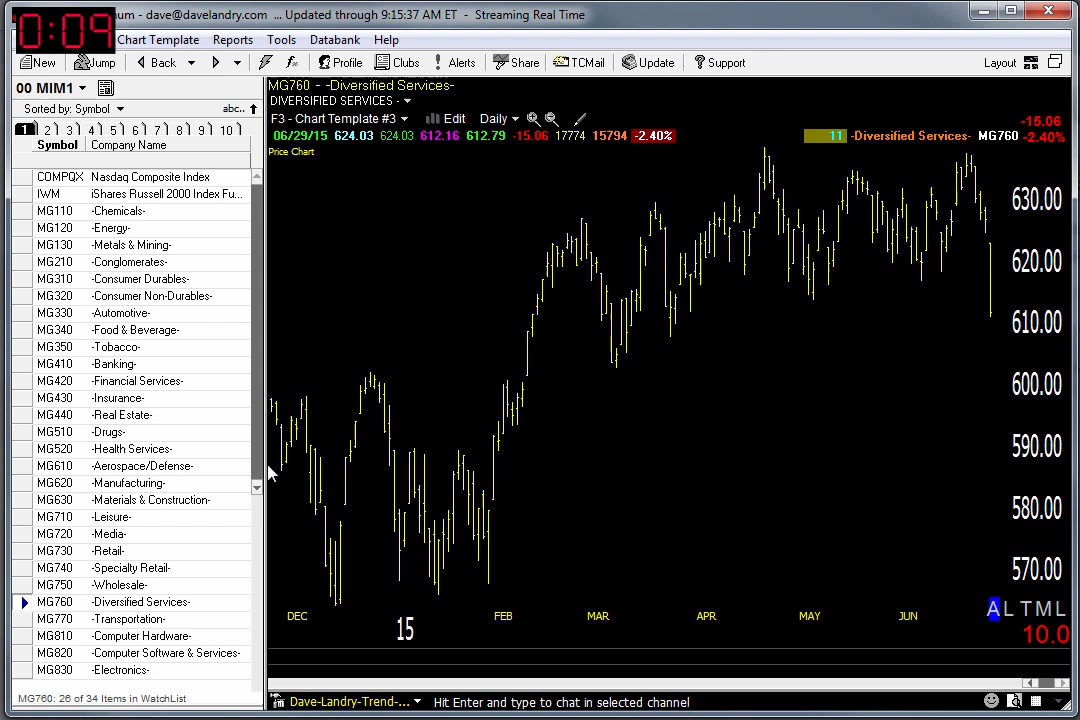 0:09
num - dave@davelandry.com ... Updated through 9:15:37 AM ET - Streaming Real Time
Chart Template Reports Tools Databank Help
New Jump Back Profile Clubs Alerts Share TCMail Update Support Layout
00 MIM1
Sorted by: Symbol abc..
1 2 3 4 5 6 7 8 9 10
Symbol Company Name
COMPQX Nasdaq Composite Index
IWM iShares Russell 2000 Index Fu...
MG110 -Chemicals-
MG120 -Energy-
MG130 -Metals & Mining-
MG210 -Conglomerates-
MG310 -Consumer Durables-
MG320 -Consumer Non-Durables-
MG330 -Automotive-
MG340 -Food & Beverage-
MG350 -Tobacco-
MG410 -Banking-
MG420 -Financial Services-
MG430 -Insurance-
MG440 -Real Estate-
MG510 -Drugs-
MG520 -Health Services-
MG610 -Aerospace/Defense-
MG620 -Manufacturing-
MG630 -Materials & Construction-
MG710 -Leisure-
MG720 -Media-
MG730 -Retail-
MG740 -Specialty Retail-
MG750 -Wholesale-
MG760 -Diversified Services-
MG770 -Transportation-
MG810 -Computer Hardware-
MG820 -Computer Software & Services-
MG830 -Electronics-
MG760: 26 of 34 Items in WatchList
MG760 - -Diversified Services-
DIVERSIFIED SERVICES -
F3 - Chart Template #3 Edit Daily
06/29/15 624.03 624.03 612.16 612.79 -15.06 17774 15794 -2.40%
11 -Diversified Services- MG760 -15.06 -2.40%
Price Chart
630.00
620.00
610.00
600.00
590.00
580.00
570.00
DEC 15 FEB MAR APR MAY JUN
A L T M L
10.0
Dave-Landry-Trend-... Hit Enter and type to chat in selected channel